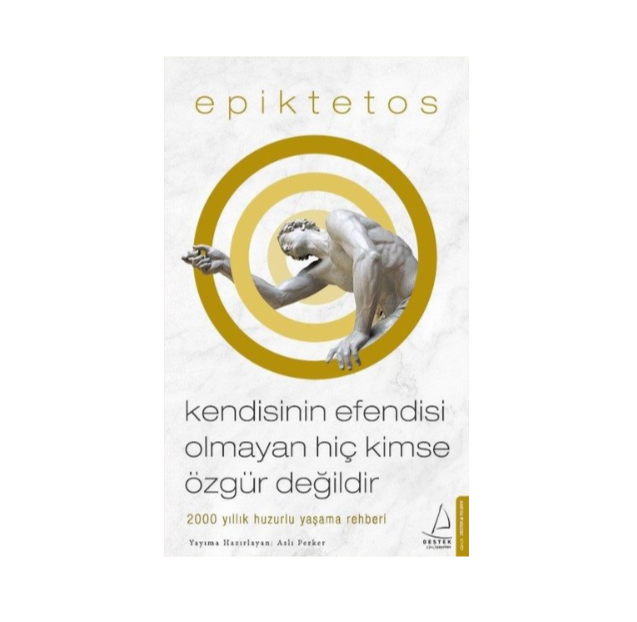 epiktetos
kendisinin efendisi
olmayan hiç kimse
özgür değildir
2000 yıllık huzurlu yaşama rehberi
Yayıma Hazırlayan: Aslı Perker
DESTEK